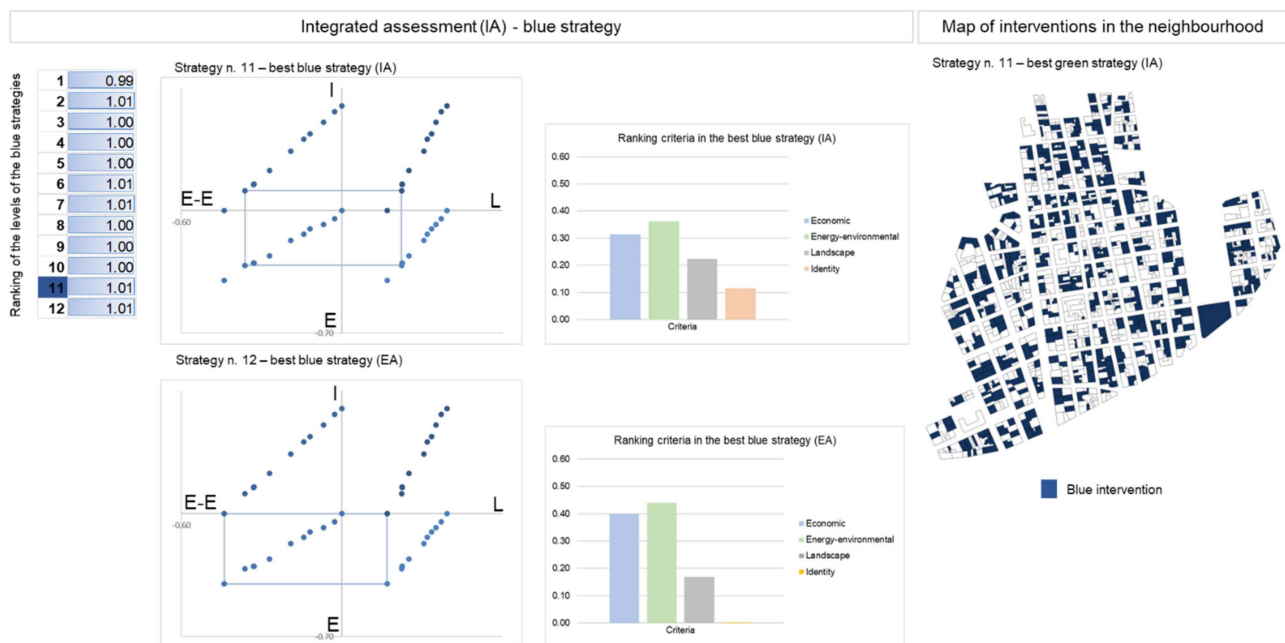 Integrated assessment (IA) - blue strategy
Map of interventions in the neighbourhood
Ranking of the levels of the blue strategies
1 0.99
2 1.01
3 1.00
4 1.00
5 1.00
6 1.01
7 1.01
8 1.00
9 1.00
10 1.00
11 1.01
12 1.01
Strategy n. 11 – best blue strategy (IA)
I
E-E
L
-0.60
E
-0.70
Ranking criteria in the best blue strategy (IA)
0.60
0.50
0.40
0.30
0.20
0.10
0.00
Criteria
Economic
Energy-environmental
Landscape
Identity
Strategy n. 12 – best blue strategy (EA)
I
E-E
L
-0.60
E
-0.70
Ranking criteria in the best blue strategy (EA)
0.60
0.50
0.40
0.30
0.20
0.10
0.00
Criteria
Economic
Energy-environmental
Landscape
Identity
Strategy n. 11 – best green strategy (IA)
Blue intervention